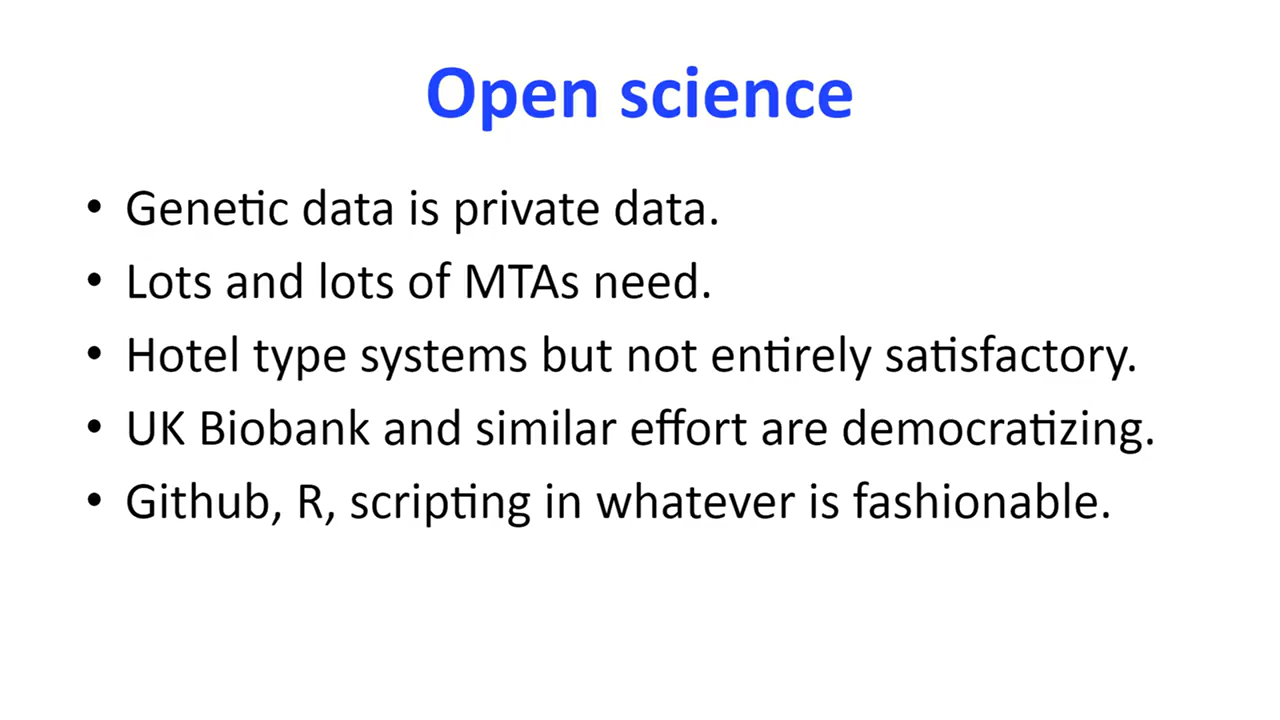 Open science
• Genetic data is private data.
• Lots and lots of MTAs need.
• Hotel type systems but not entirely satisfactory.
• UK Biobank and similar effort are democratizing.
• Github, R, scripting in whatever is fashionable.